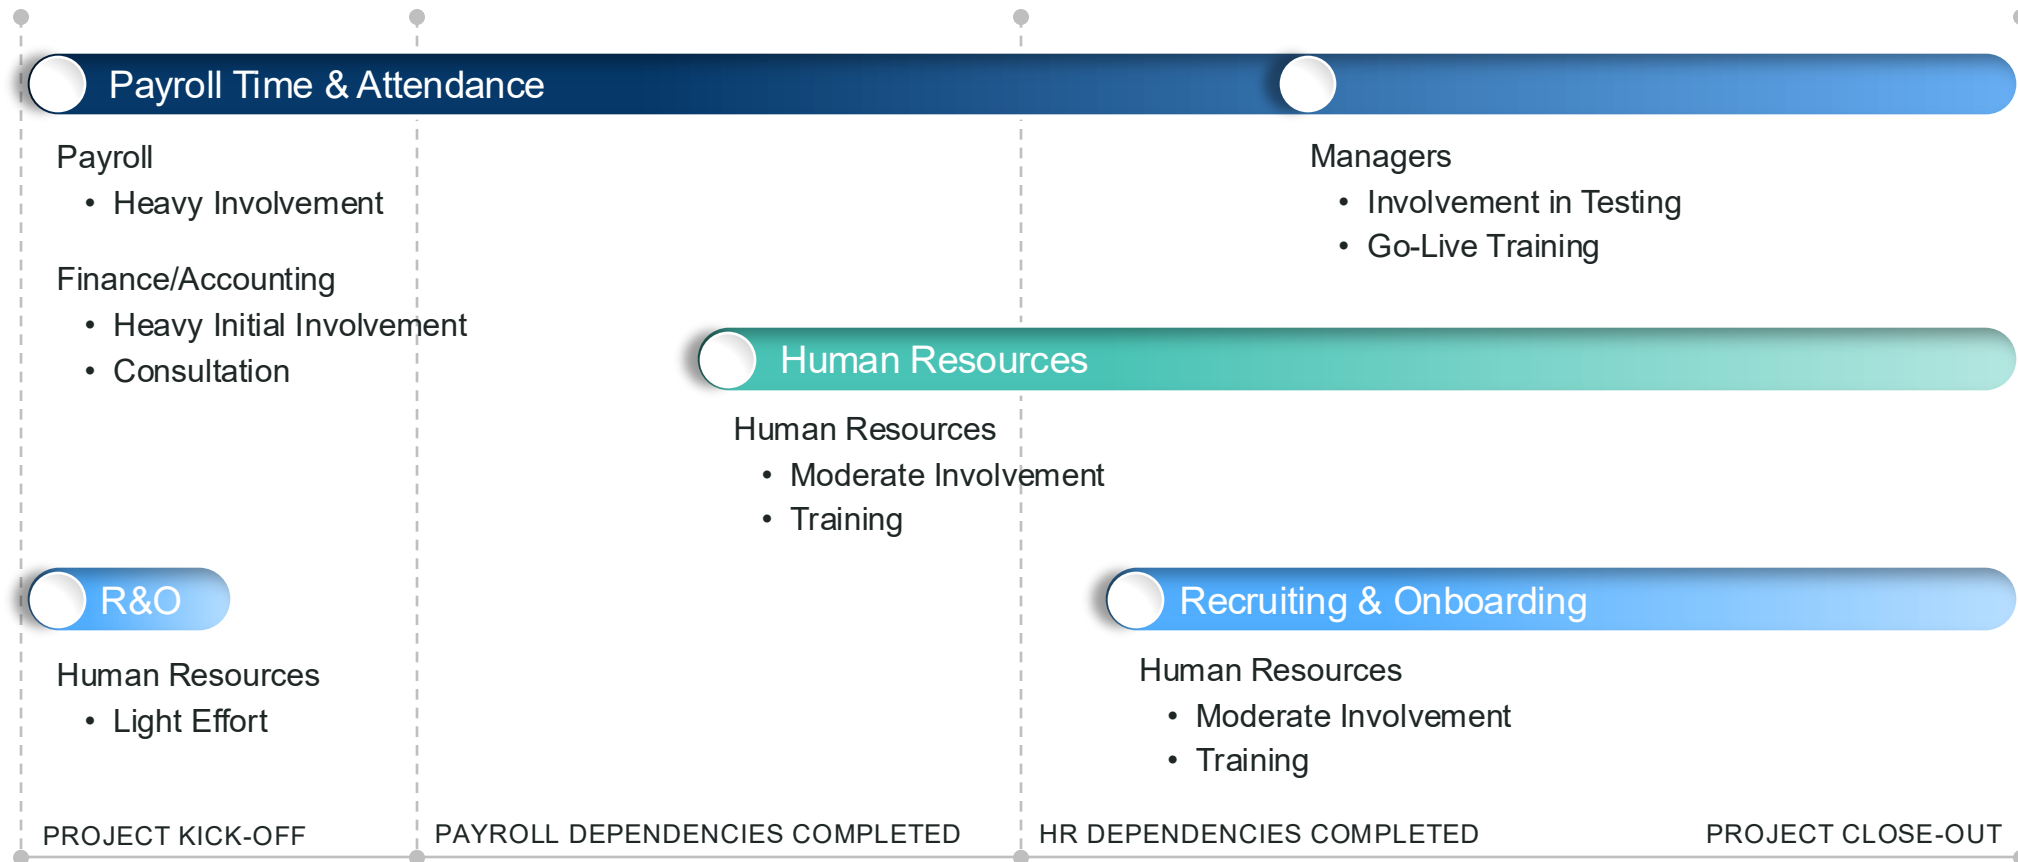 Payroll Time & Attendance
Payroll
• Heavy Involvement
Finance/Accounting
• Heavy Initial Involvement
• Consultation
Managers
• Involvement in Testing
• Go-Live Training
Human Resources
Human Resources
• Moderate Involvement
• Training
R&O
Human Resources
• Light Effort
Recruiting & Onboarding
Human Resources
• Moderate Involvement
• Training
PROJECT KICK-OFF
PAYROLL DEPENDENCIES COMPLETED
HR DEPENDENCIES COMPLETED
PROJECT CLOSE-OUT